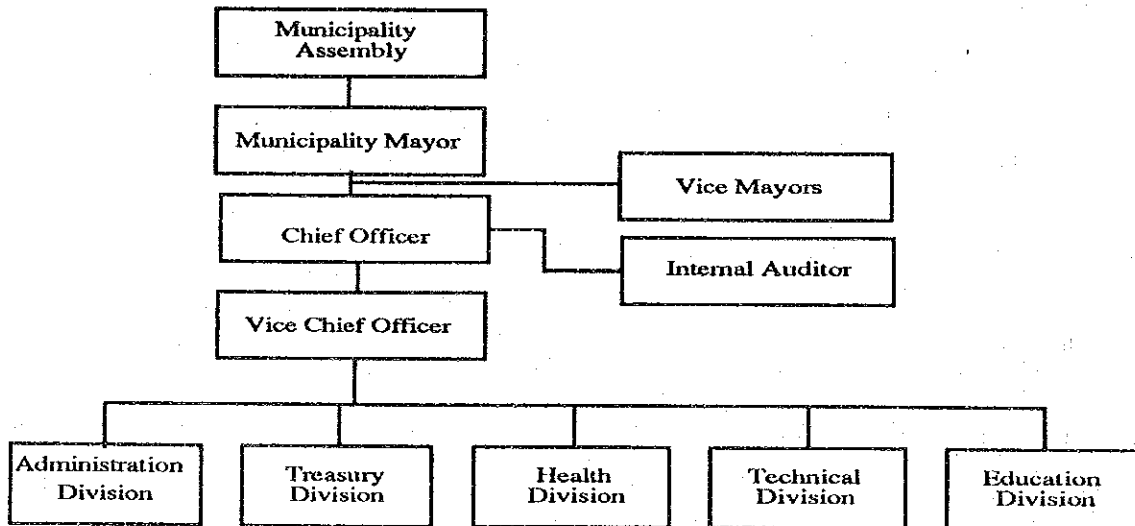 Municipality
Assembly
Municipality Mayor
Vice Mayors
Chief Officer
Internal Auditor
Vice Chief Officer
Administration
Division
Treasury
Division
Health
Division
Technical
Division
Education
Division